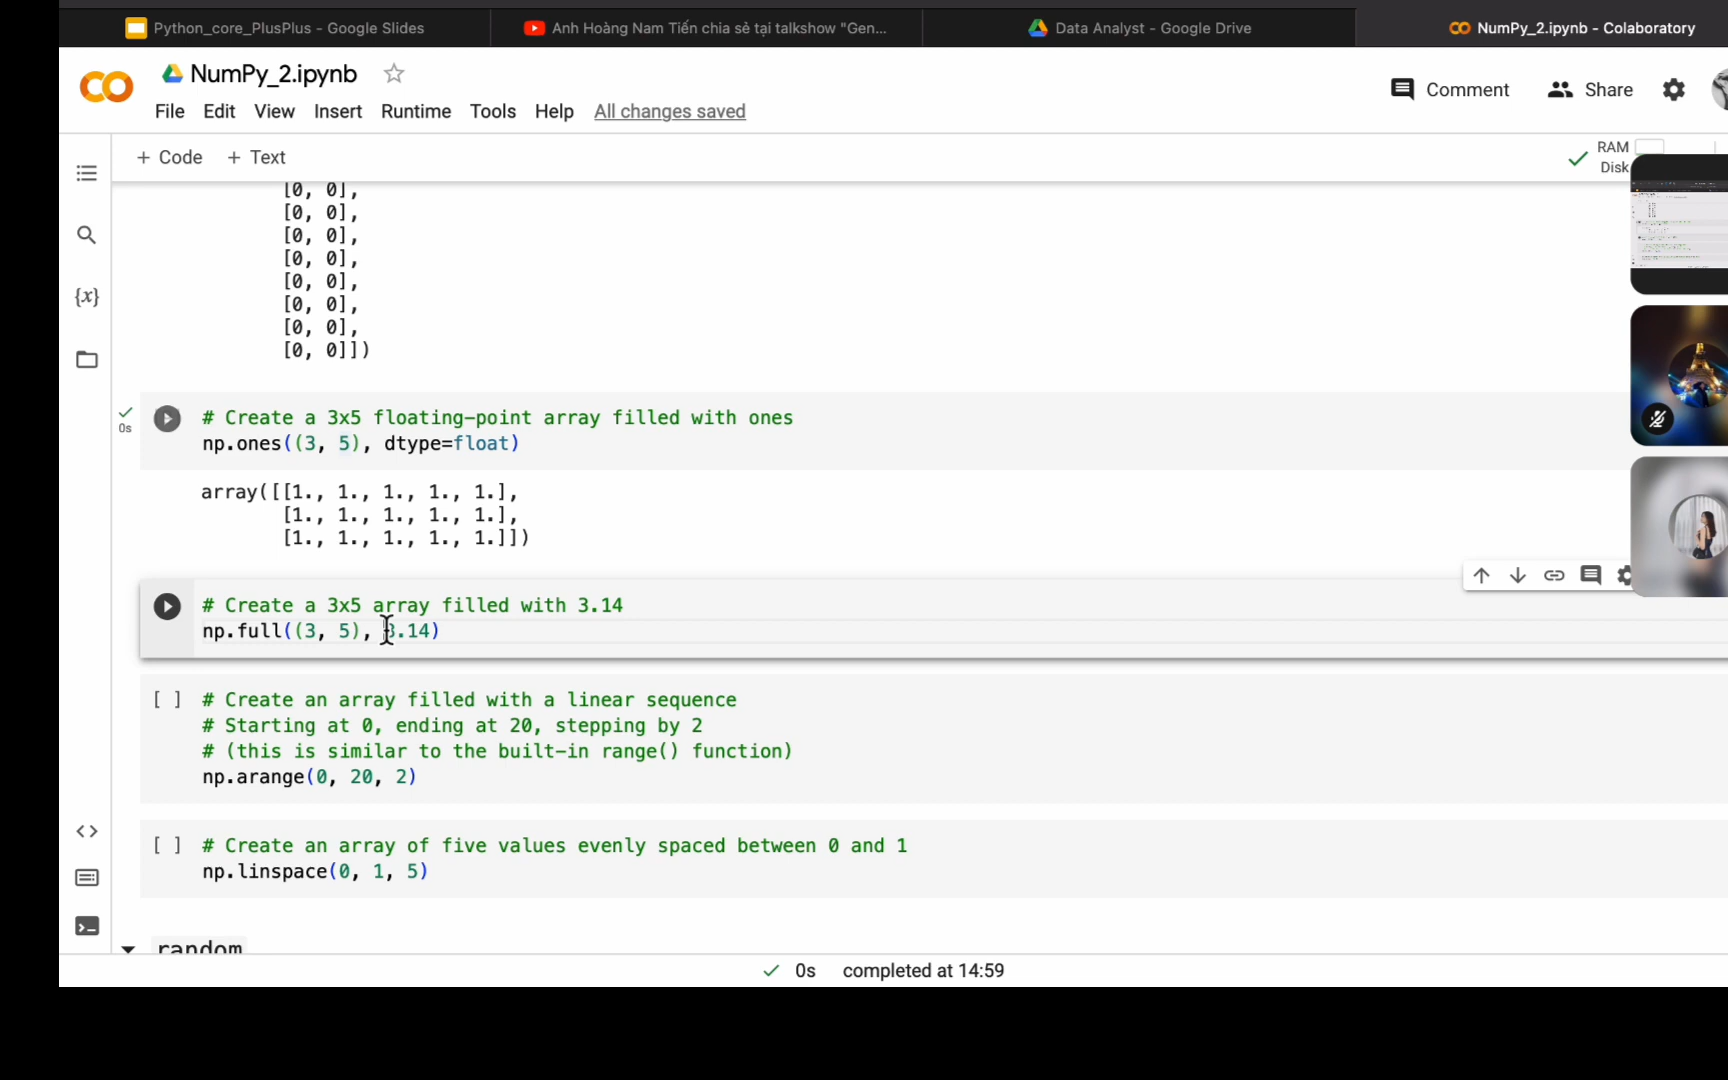 Python_core_PlusPlus - Google Slides
Anh Hoàng Nam Tiến chia sẻ tại talkshow "Gen...
Data Analyst - Google Drive
NumPy_2.ipynb - Colaboratory
NumPy_2.ipynb
Comment
Share
File Edit View Insert Runtime Tools Help All changes saved
+ Code + Text
RAM
Disk
{x}
[0, 0],
[0, 0],
[0, 0],
[0, 0],
[0, 0],
[0, 0],
[0, 0],
[0, 0]])
0s
# Create a 3x5 floating-point array filled with ones
np.ones((3, 5), dtype=float)
array([[1., 1., 1., 1., 1.],
[1., 1., 1., 1., 1.],
[1., 1., 1., 1., 1.]])
# Create a 3x5 array filled with 3.14
np.full((3, 5), 3.14)
[ ] # Create an array filled with a linear sequence
# Starting at 0, ending at 20, stepping by 2
# (this is similar to the built-in range() function)
np.arange(0, 20, 2)
[ ] # Create an array of five values evenly spaced between 0 and 1
np.linspace(0, 1, 5)
random
0s completed at 14:59